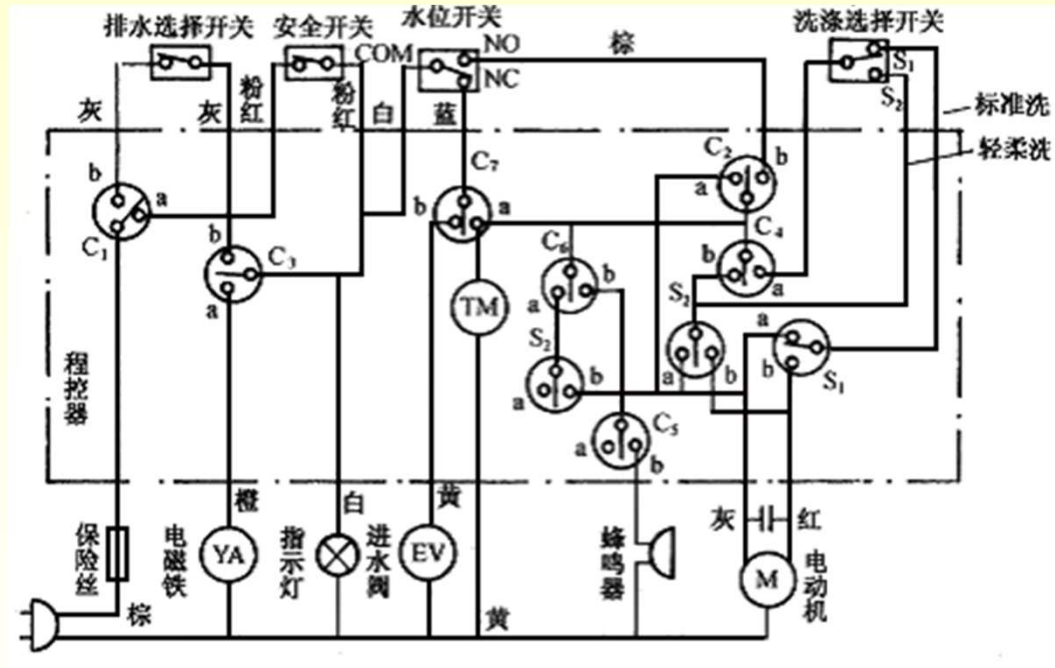 排水选择开关
安全开关
水位开关
洗涤选择开关
COM
NO
NC
棕
S₁
S₂
灰
灰
粉红
粉红
白
蓝
标准洗
轻柔洗
b
a
C₁
b
C₃
a
C₇
b
a
C₂
b
a
C₄
b
a
C₆
b
a
S₂
TM
S₂
a
b
a
b
S₁
a
b
C₅
a
b
程控器
保险丝
棕
橙
电磁铁
YA
白
指示灯
黄
进水阀
EV
黄
蜂鸣器
灰
红
M
电动机